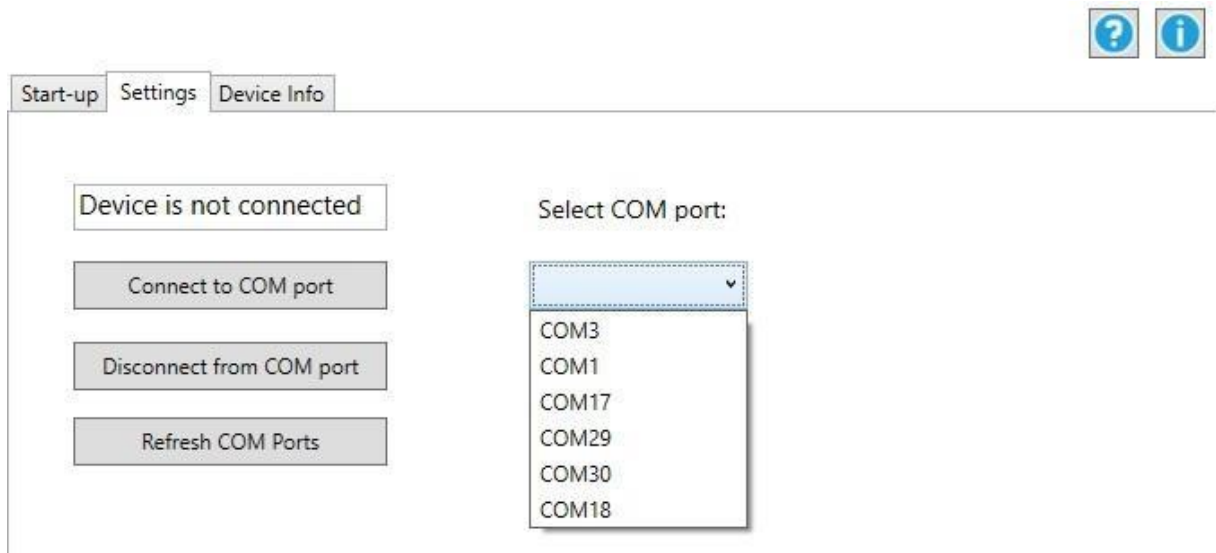 ?
i
Start-up Settings Device Info
Device is not connected
Select COM port:
Connect to COM port
Disconnect from COM port
Refresh COM Ports
COM3
COM1
COM17
COM29
COM30
COM18